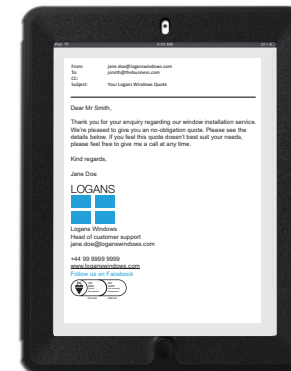 iPad
9:29 AM
From: jane.doe@loganswindows.com
To: jsmith@thebusiness.com
CC:
Subject: Your Logans Windows Quote
Dear Mr Smith,
Thank you for your enquiry regarding our window installation service.
We're pleased to give you an no-obligation quote. Please see the
details below. If you feel this quote doesn't best suit your needs,
please feel free to give me a call at any time.
Kind regards,
Jane Doe
LOGANS
Logans Windows
Head of customer support
jane.doe@loganswindows.com
+44 99 9999 9999
www.loganswindows.com
Follow us on Facebook